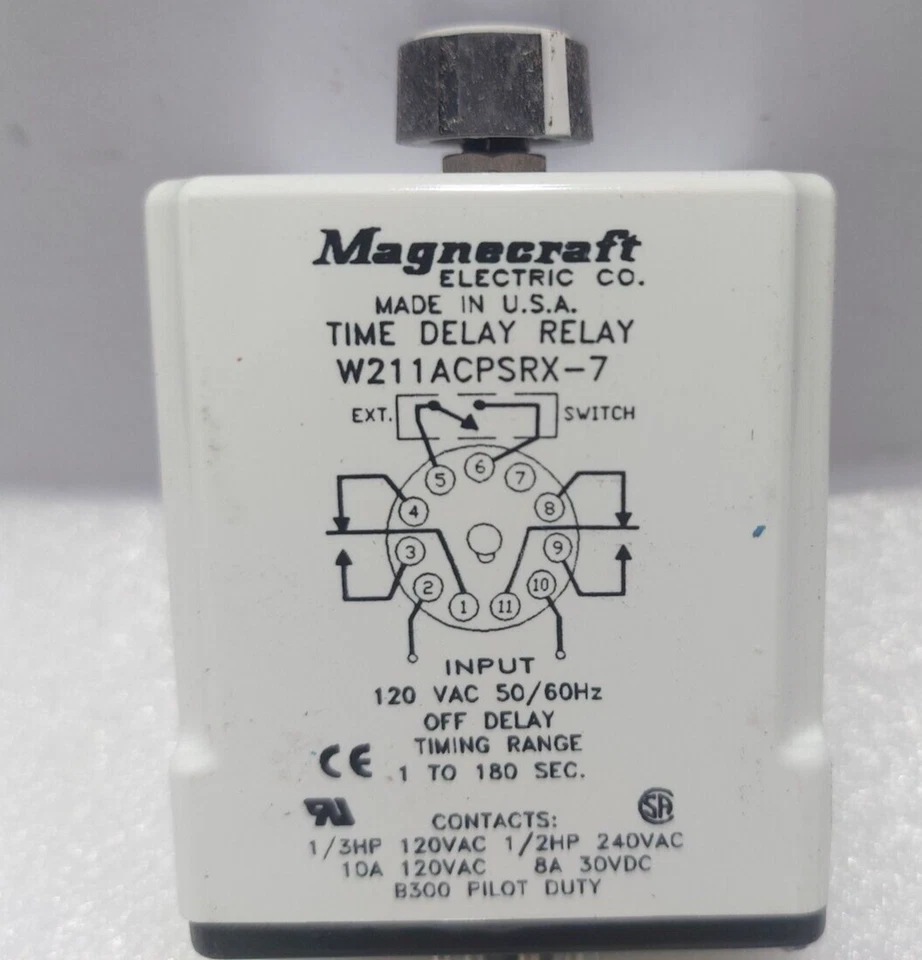 Magnecraft
ELECTRIC CO.
MADE IN U.S.A.
TIME DELAY RELAY
W211ACPSRX-7
EXT. SWITCH
5 6 7
4 8
3 9
2 10
1 11
INPUT
120 VAC 50/60Hz
OFF DELAY
TIMING RANGE
CE 1 TO 180 SEC.
CONTACTS:
1/3HP 120VAC 1/2HP 240VAC
10A 120VAC 8A 30VDC
B300 PILOT DUTY